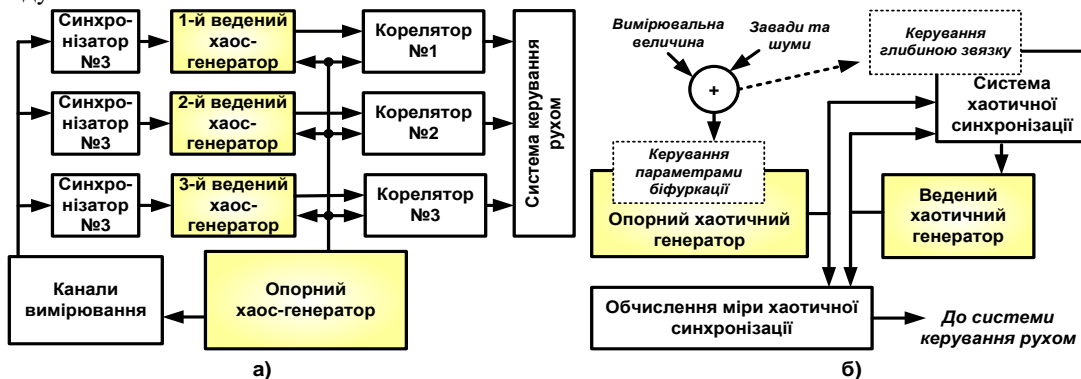 Синхро-
нізатор
№3
1-й ведений
хаос-
генератор
Корелятор
№1
Синхро-
нізатор
№3
2-й ведений
хаос-
генератор
Корелятор
№2
Синхро-
нізатор
№3
3-й ведений
хаос-
генератор
Корелятор
№3
Система керування
рухом
Канали
вимірювання
Опорний
хаос-генератор
а)
Вимірювальна
величина
Завади та
шуми
+
Керування
глибиною звязку
Система
хаотичної
синхронізації
Керування
параметрами
біфуркації
Опорний хаотичний
генератор
Ведений
хаотичний
генератор
Обчислення міри хаотичної
синхронізації
До системи
керування рухом
б)